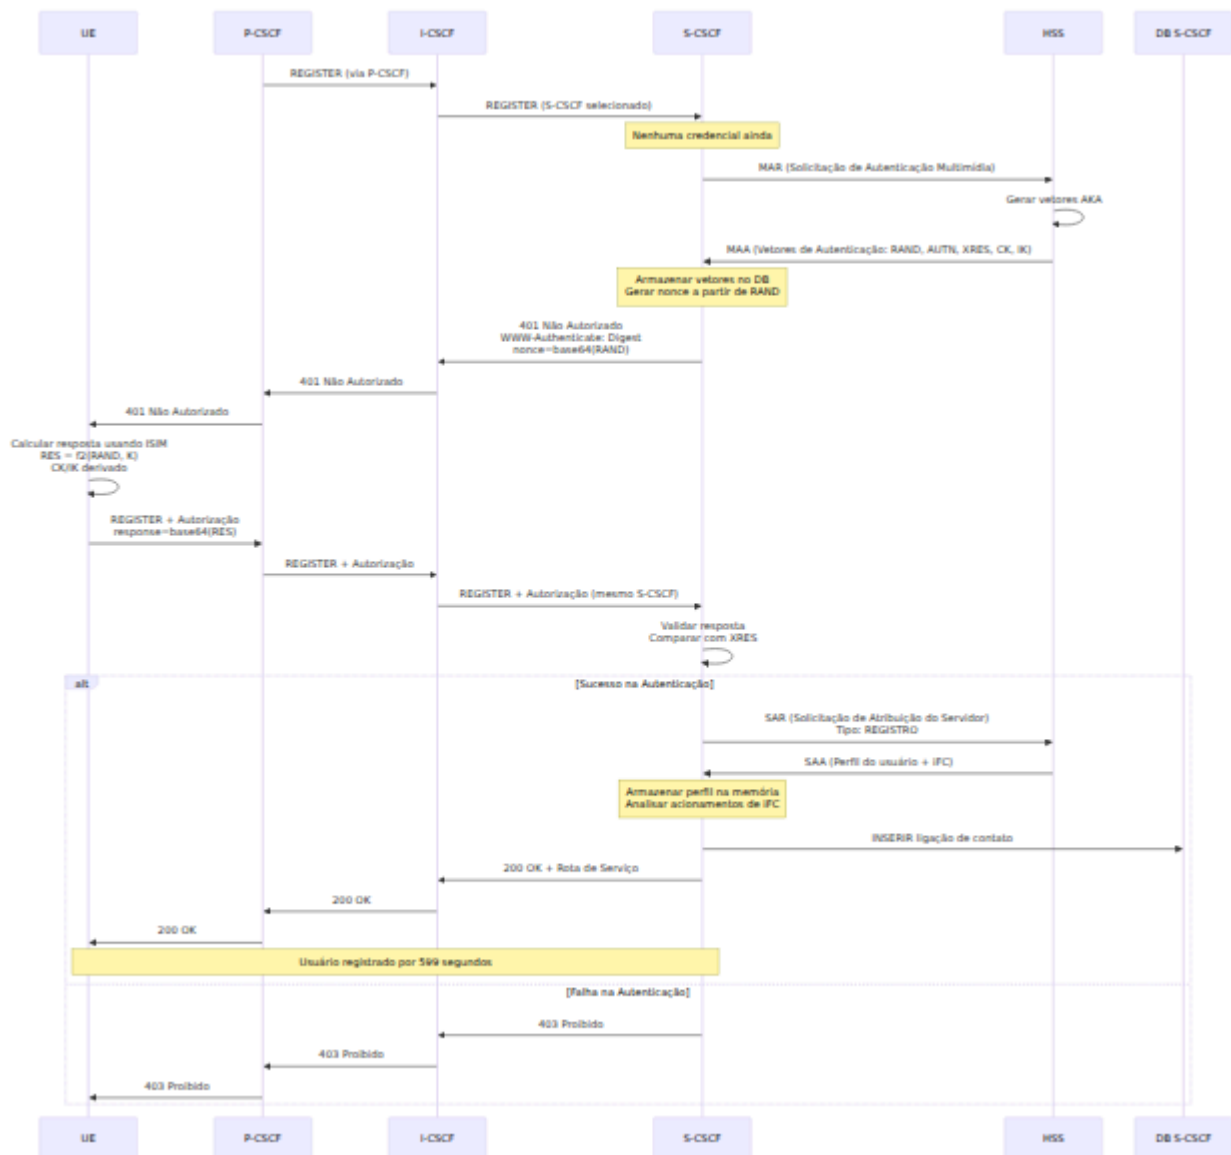 UE
P-CSCF
I-CSCF
S-CSCF
HSS
DB S-CSCF
REGISTER (via P-CSCF)
REGISTER (S-CSCF selecionado)
Nenhuma credencial ainda
MAR (Solicitação de Autenticação Multimídia)
Gerar vetores AKA
MAA (Vetores de Autenticação: RAND, AUTN, XRES, CK, IK)
Armazenar vetores no DB
Gerar nonce a partir de RAND
401 Não Autorizado
WWW-Authenticate: Digest
nonce=base64(RAND)
401 Não Autorizado
401 Não Autorizado
Calcular resposta usando ISIM
RES = f2(RAND, K)
CK/IK derivado
REGISTER + Autorização
response=base64(RES)
REGISTER + Autorização
REGISTER + Autorização (mesmo S-CSCF)
Validar resposta
Comparar com XRES
alt
[Sucesso na Autenticação]
SAR (Solicitação de Atribuição do Servidor)
Tipo: REGISTRO
SAA (Perfil do usuário + iFC)
Armazenar perfil na memória
Analisar acionamentos de iFC
INSERIR ligação de contato
200 OK + Rota de Serviço
200 OK
200 OK
Usuário registrado por 599 segundos
[Falha na Autenticação]
403 Proibido
403 Proibido
403 Proibido
UE
P-CSCF
I-CSCF
S-CSCF
HSS
DB S-CSCF